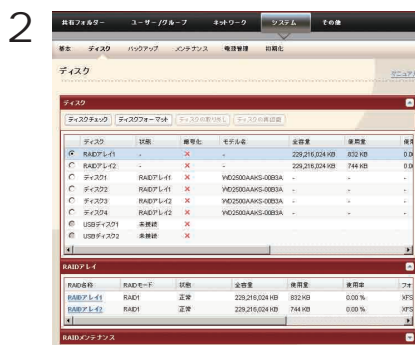 2
共有フォルダー ユーザー/グループ ネットワーク システム その他
基本 ディスク バックアップ メンテナンス 電源管理 初期化
ディスク
ディスク
ディスクチェック ディスクフォーマット ディスクの取り外し ディスクの再認識
ディスク 状態 暗号化 モデル名 全容量 使用量
RAIDアレイ1 - × - 229,216,024 KB 832 KB 0.0
RAIDアレイ2 - × - 229,216,024 KB 744 KB 0.0
ディスク1 RAIDアレイ1 × WD2500AAKS-00B3A - -
ディスク2 RAIDアレイ1 × WD2500AAKS-00B3A - -
ディスク3 RAIDアレイ2 × WD2500AAKS-00B3A - -
ディスク4 RAIDアレイ2 × WD2500AAKS-00B3A - -
USBディスク1 未接続 ×
USBディスク2 未接続 ×
RAIDアレイ
RAID名称 RAIDモード 状態 全容量 使用量 使用率 フォ
RAIDアレイ1 RAID1 正常 229,216,024 KB 832 KB 0.00 % XFS
RAIDアレイ2 RAID1 正常 229,216,024 KB 744 KB 0.00 % XFS
RAIDメンテナンス